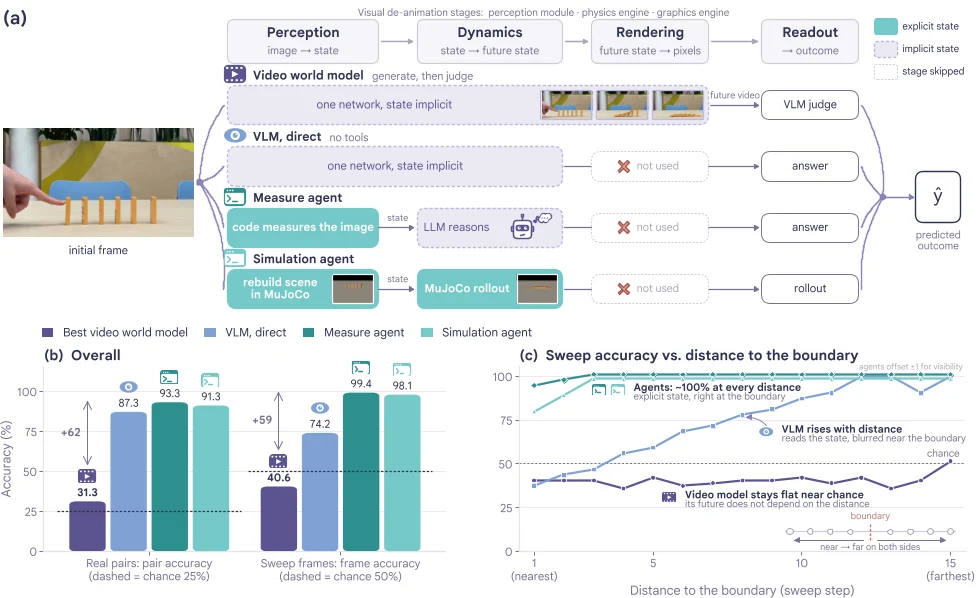 (a)
Visual de-animation stages: perception module · physics engine · graphics engine
Perception
image → state
Dynamics
state → future state
Rendering
future state → pixels
Readout
→ outcome
explicit state
implicit state
stage skipped
Video world model generate, then judge
one network, state implicit
future video
VLM judge
VLM, direct no tools
one network, state implicit
not used
answer
Measure agent
code measures the image
state
LLM reasons
not used
answer
Simulation agent
rebuild scene
in MuJoCo
state
MuJoCo rollout
not used
rollout
initial frame
ŷ
predicted
outcome
Best video world model
VLM, direct
Measure agent
Simulation agent
(b) Overall
Accuracy (%)
100
75
50
25
0
+62
31.3
87.3
93.3
91.3
+59
40.6
74.2
99.4
98.1
Real pairs: pair accuracy
(dashed = chance 25%)
Sweep frames: frame accuracy
(dashed = chance 50%)
(c) Sweep accuracy vs. distance to the boundary
agents offset ±1 for visibility
100
75
50
25
0
Agents: ~100% at every distance
explicit state, right at the boundary
VLM rises with distance
reads the state, blurred near the boundary
chance
Video model stays flat near chance
its future does not depend on the distance
boundary
near → far on both sides
1
(nearest)
5
10
15
(farthest)
Distance to the boundary (sweep step)